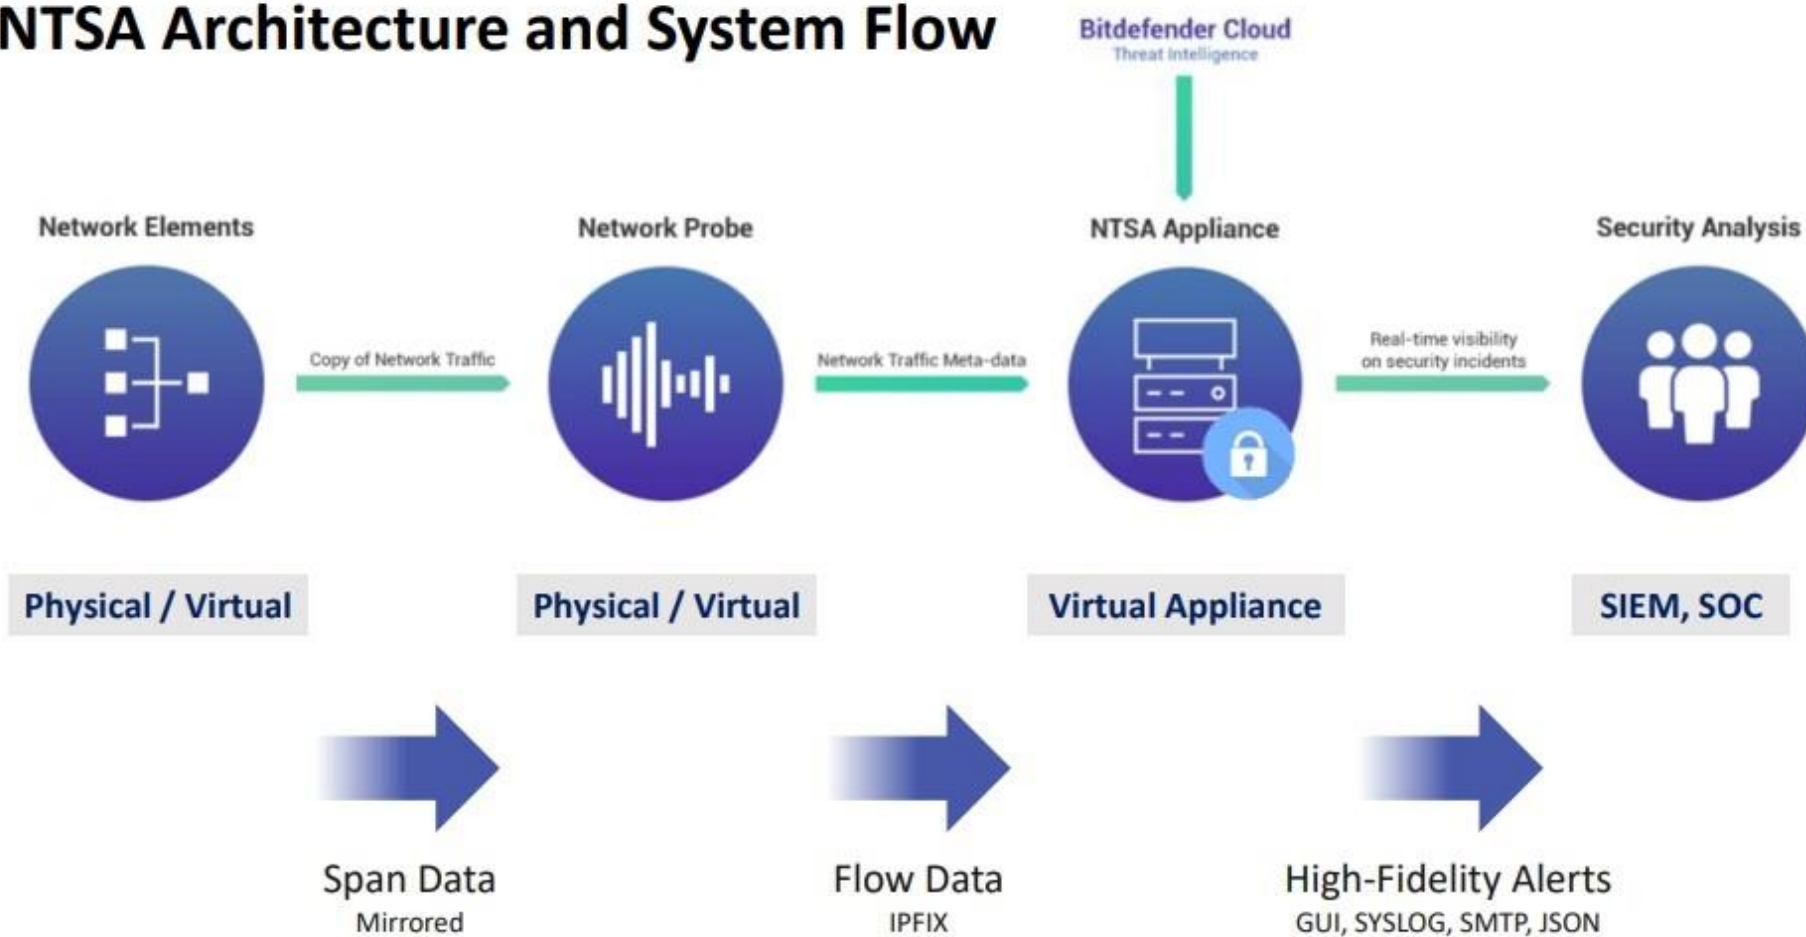 NTSA Architecture and System Flow
Bitdefender Cloud
Threat Intelligence
Network Elements
Network Probe
NTSA Appliance
Security Analysis
Copy of Network Traffic
Network Traffic Meta-data
Real-time visibility
on security incidents
Physical / Virtual
Physical / Virtual
Virtual Appliance
SIEM, SOC
Span Data
Mirrored
Flow Data
IPFIX
High-Fidelity Alerts
GUI, SYSLOG, SMTP, JSON